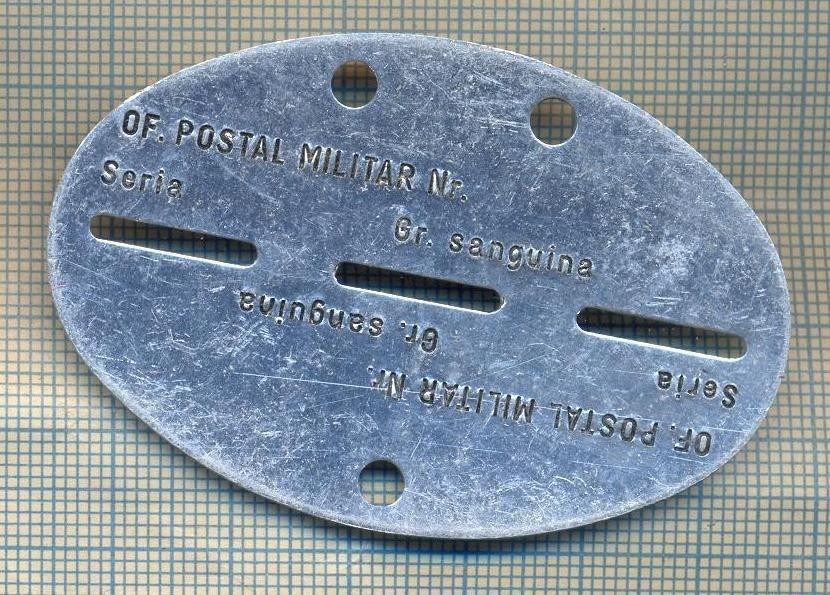 OF. POSTAL MILITAR Nr.
Seria
Gr. sanguina
Gr. sanguina
Seria
OF. POSTAL MILITAR Nr.